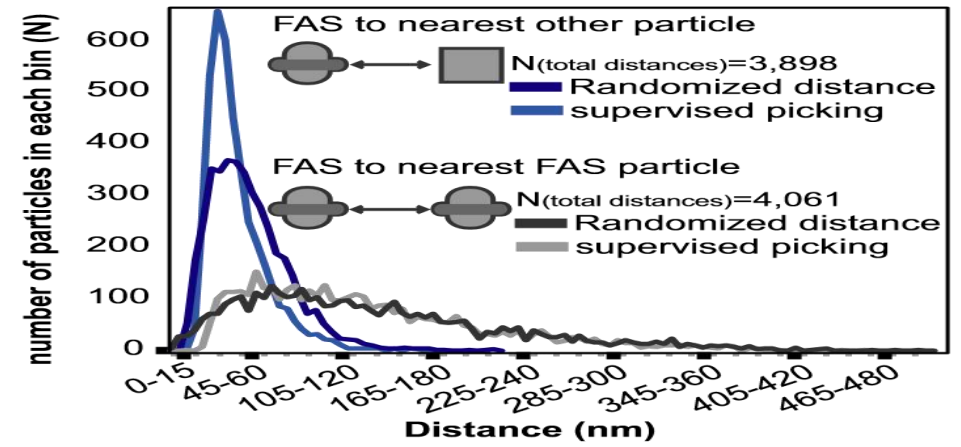 number of particles in each bin (N)
600
500
400
300
200
100
0
FAS to nearest other particle
N(total distances)=3,898
Randomized distance
supervised picking
FAS to nearest FAS particle
N(total distances)=4,061
Randomized distance
supervised picking
0-15
45-60
105-120
165-180
225-240
285-300
345-360
405-420
465-480
Distance (nm)